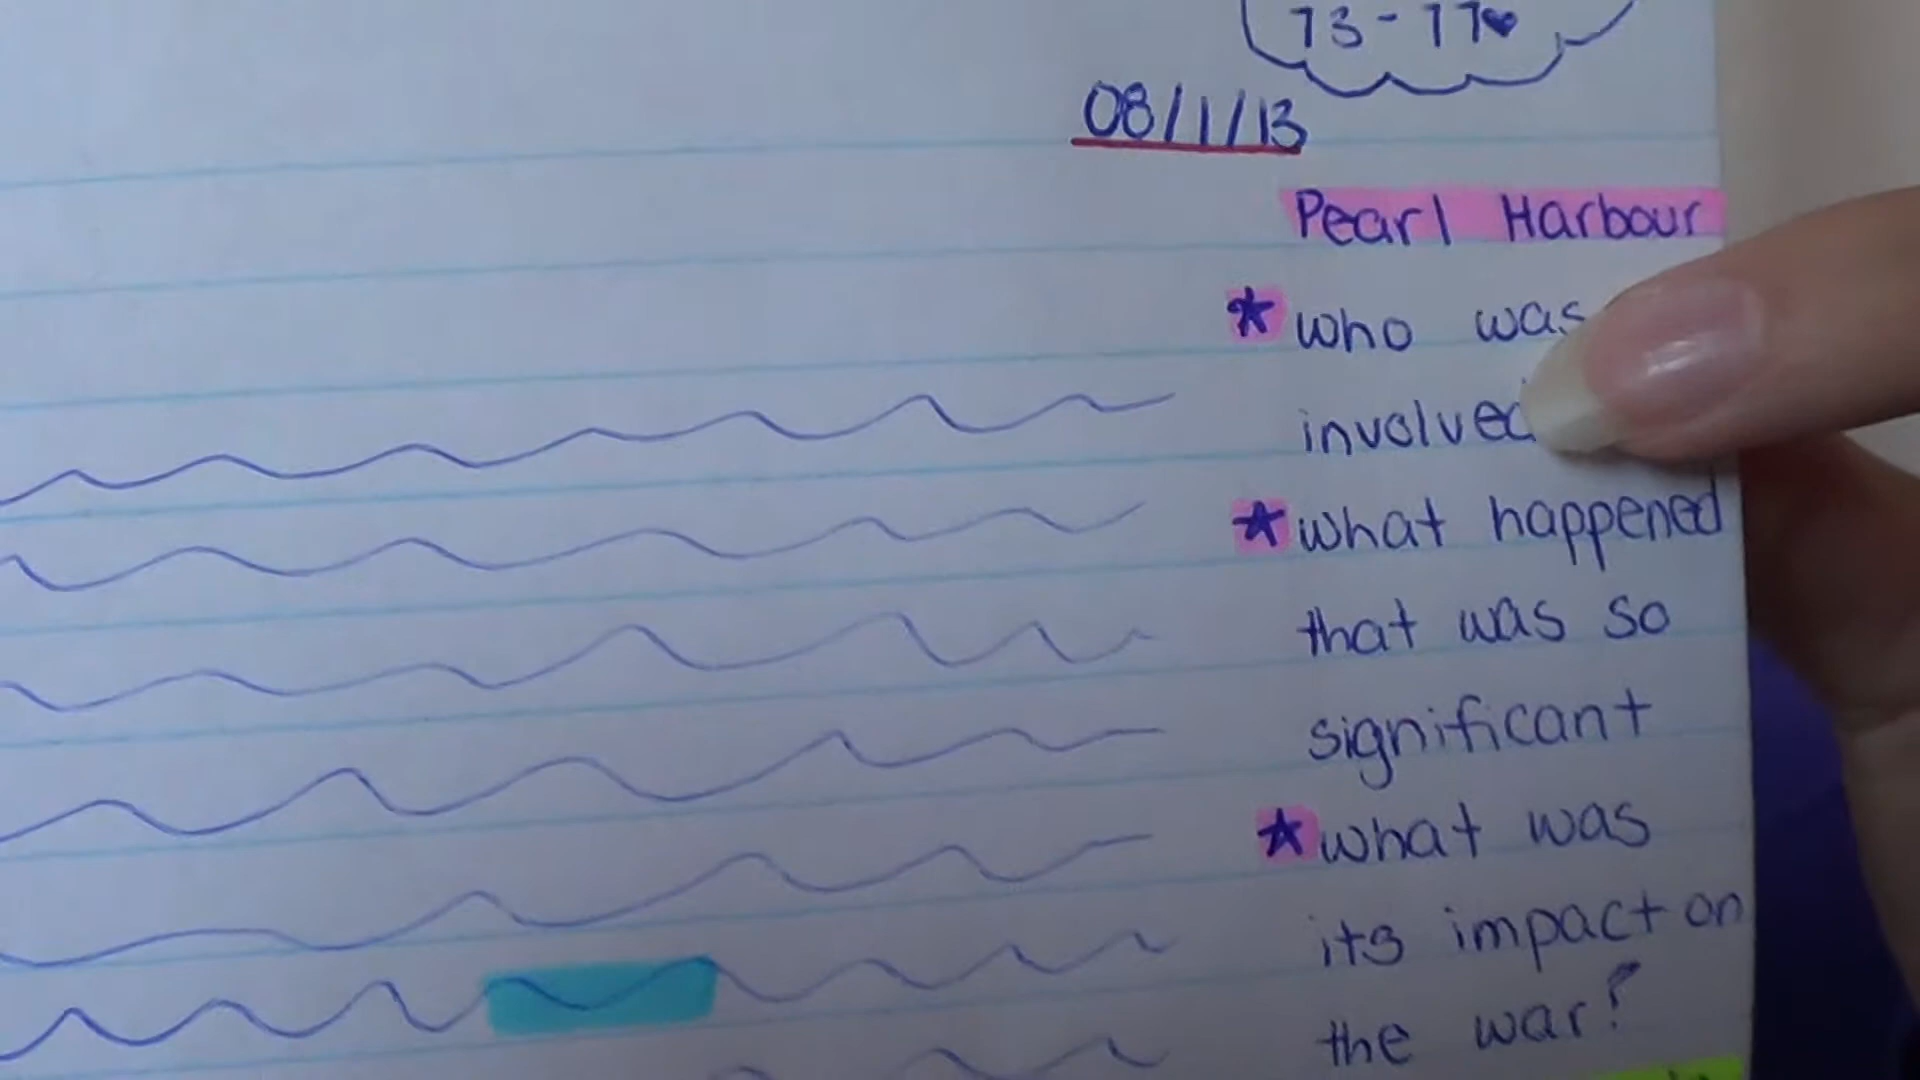 73-77
08/1/13
Pearl Harbour
* who was
involved
* what happened
that was so
significant
* what was
its impact on
the war?